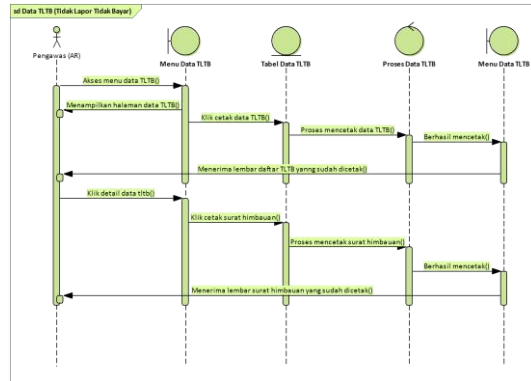 sd Data TLTB (Tidak Lapor Tidak Bayar)
Pengawas (AR)
Menu Data TLTB
Tabel Data TLTB
Proses Data TLTB
Menu Data TLTB
Akses menu data TLTB()
Menampilkan halaman data TLTB()
Klik cetak data TLTB()
Proses mencetak data TLTB()
Berhasil mencetak()
Menerima lembar daftar TLTB yanng sudah dicetak()
Klik detail data tltb()
Klik cetak surat himbauan()
Proses mencetak surat himbauan()
Berhasil mencetak()
Menerima lembar surat himbauan yang sudah dicetak()